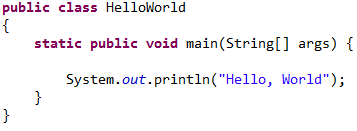 public class HelloWorld
{
    static public void main(String[] args) {

        System.out.println("Hello, World");
    }
}